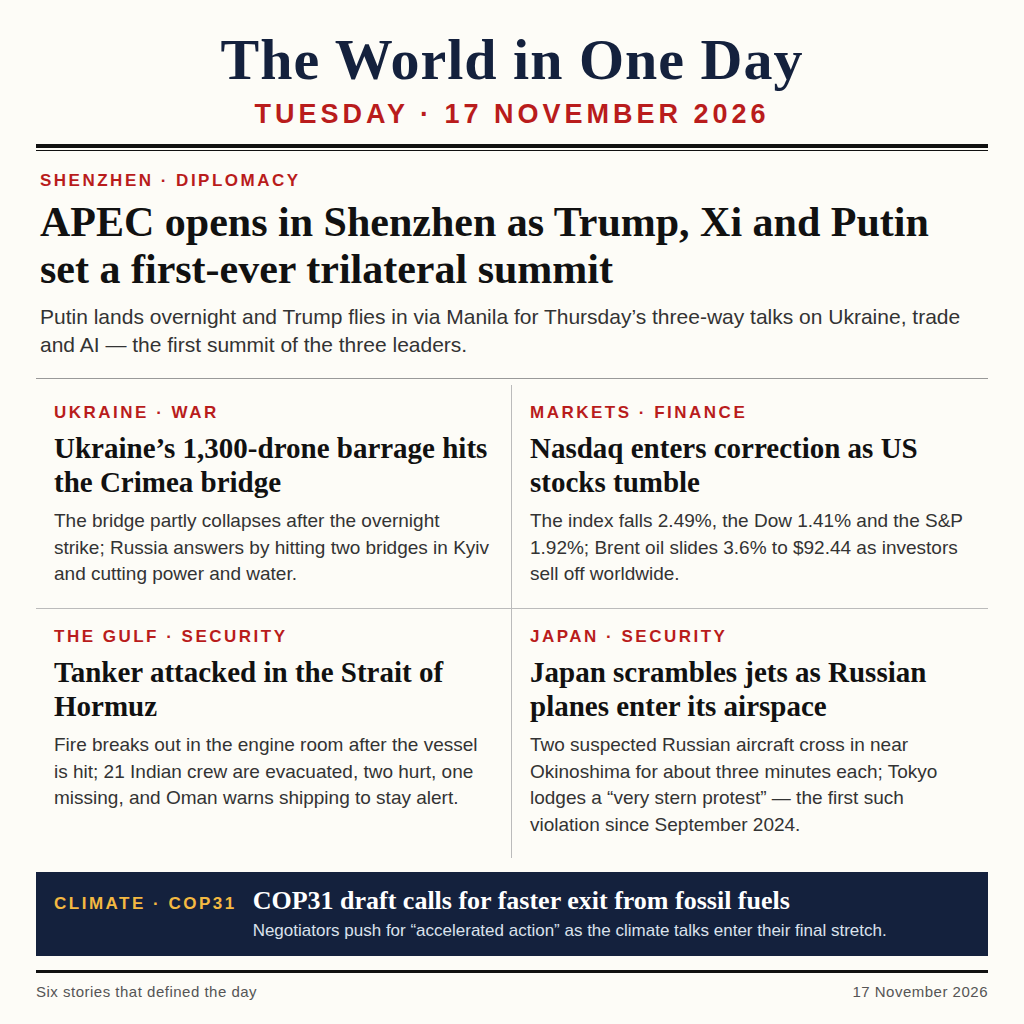 The World in One Day
TUESDAY · 17 NOVEMBER 2026
SHENZHEN · DIPLOMACY
APEC opens in Shenzhen as Trump, Xi and Putin
set a first-ever trilateral summit
Putin lands overnight and Trump flies in via Manila for Thursday’s three-way talks on Ukraine, trade
and AI — the first summit of the three leaders.
UKRAINE · WAR
Ukraine’s 1,300-drone barrage hits
the Crimea bridge
The bridge partly collapses after the overnight
strike; Russia answers by hitting two bridges in Kyiv
and cutting power and water.
MARKETS · FINANCE
Nasdaq enters correction as US
stocks tumble
The index falls 2.49%, the Dow 1.41% and the S&P
1.92%; Brent oil slides 3.6% to $92.44 as investors
sell off worldwide.
THE GULF · SECURITY
Tanker attacked in the Strait of
Hormuz
Fire breaks out in the engine room after the vessel
is hit; 21 Indian crew are evacuated, two hurt, one
missing, and Oman warns shipping to stay alert.
JAPAN · SECURITY
Japan scrambles jets as Russian
planes enter its airspace
Two suspected Russian aircraft cross in near
Okinoshima for about three minutes each; Tokyo
lodges a “very stern protest” — the first such
violation since September 2024.
CLIMATE · COP31
COP31 draft calls for faster exit from fossil fuels
Negotiators push for “accelerated action” as the climate talks enter their final stretch.
Six stories that defined the day
17 November 2026